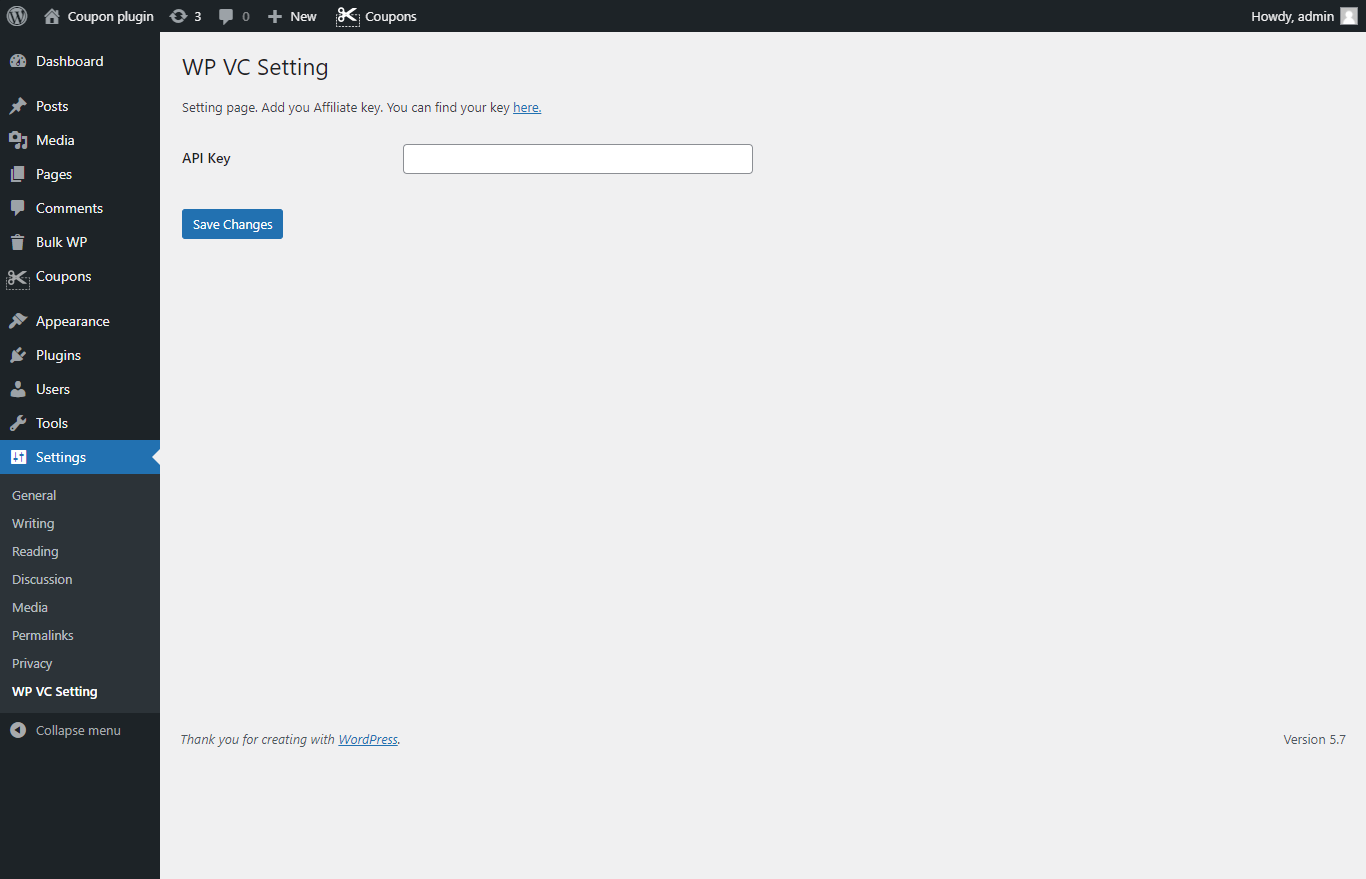 Coupon plugin 3 0 New Coupons Howdy, admin
Dashboard
Posts
Media
Pages
Comments
Bulk WP
Coupons
Appearance
Plugins
Users
Tools
Settings
General
Writing
Reading
Discussion
Media
Permalinks
Privacy
WP VC Setting
Collapse menu
WP VC Setting
Setting page. Add you Affiliate key. You can find your key here.
API Key
Save Changes
Thank you for creating with WordPress. Version 5.7